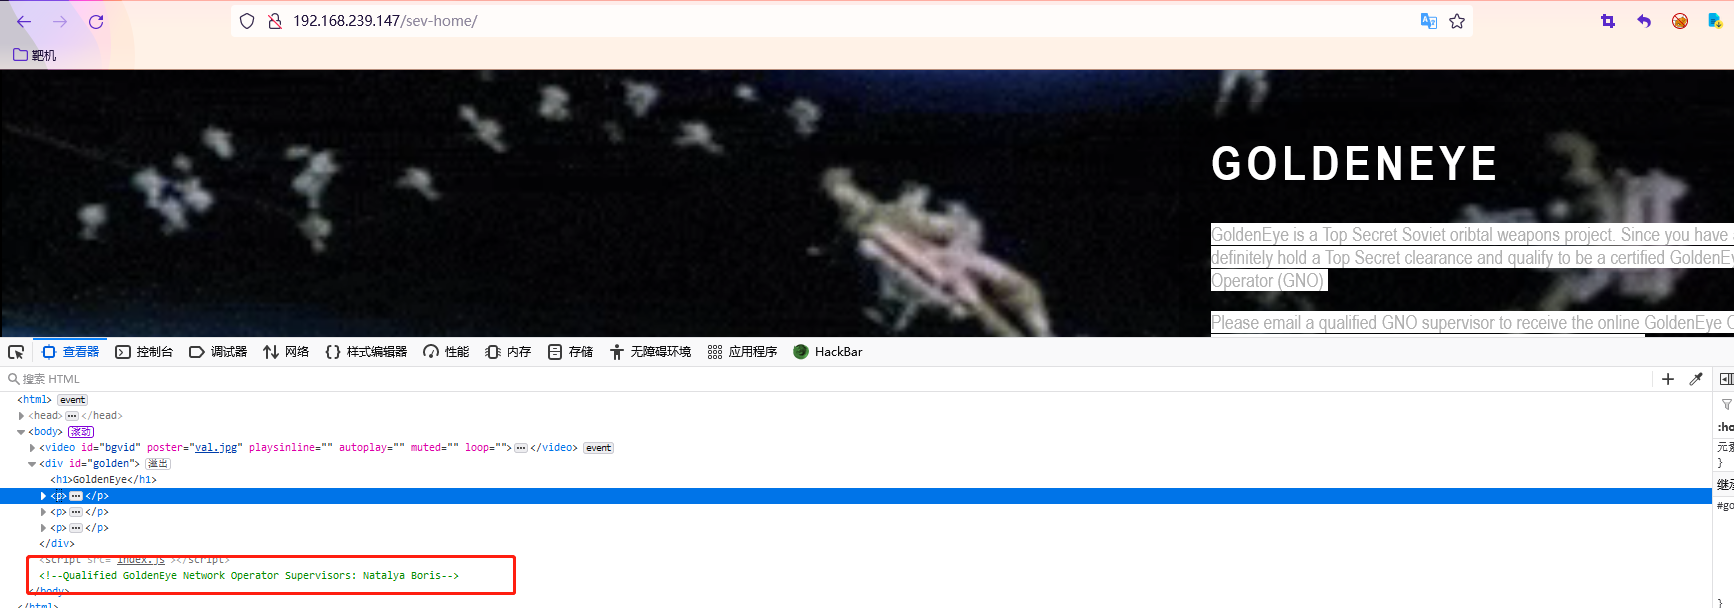 192.168.239.147/sev-home/
靶机
GOLDENEYE
GoldenEye is a Top Secret Soviet oribtal weapons project. Since you have
definitely hold a Top Secret clearance and qualify to be a certified GoldenEy
Operator (GNO)
Please email a qualified GNO supervisor to receive the online GoldenEye O
查看器 控制台 调试器 网络 {} 样式编辑器 性能 内存 存储 无障碍环境 应用程序 HackBar
搜索 HTML
<html> event
<head> ••• </head>
<body> 滚动
<video id="bgvid" poster="val.jpg" playsinline="" autoplay="" muted="" loop=""> ••• </video> event
<div id="golden"> 溢出
<h1>GoldenEye</h1>
<p> ••• </p>
<p> ••• </p>
<p> ••• </p>
</div>
<script src="index.js"></script>
<!--Qualified GoldenEye Network Operator Supervisors: Natalya Boris-->
</body>
</html>
:ho
元素
}
继承
#go
}